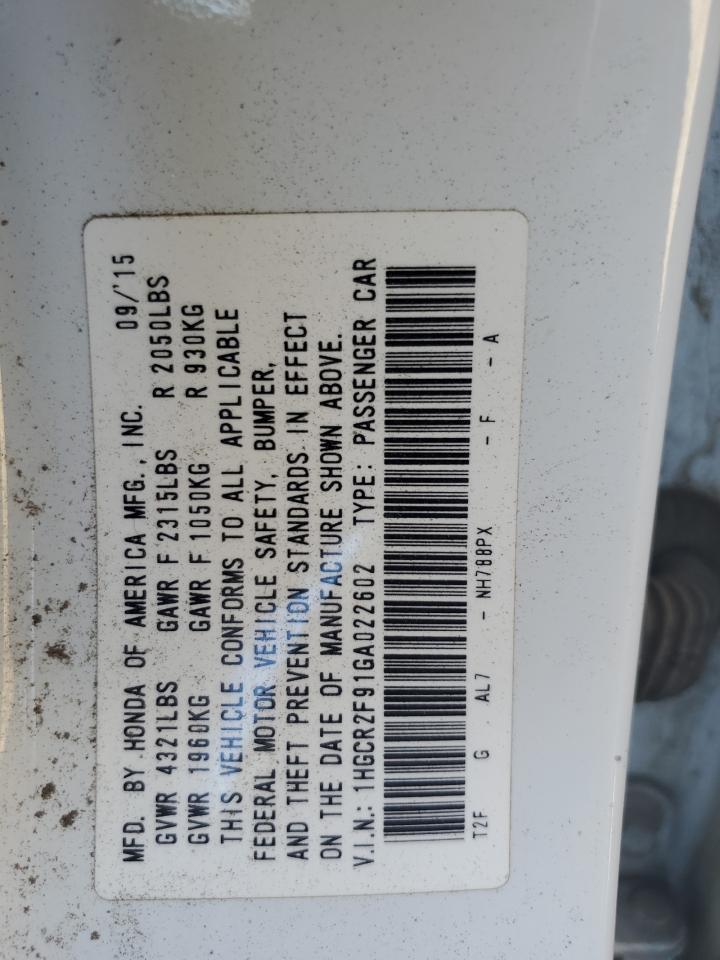 MFD. BY HONDA OF AMERICA MFG., INC. 09/'15
GVWR 4321LBS GAWR F 2315LBS R 2050LBS
GVWR 1960KG GAWR F 1050KG R 930KG
THIS VEHICLE CONFORMS TO ALL APPLICABLE
FEDERAL MOTOR VEHICLE SAFETY, BUMPER,
AND THEFT PREVENTION STANDARDS IN EFFECT
ON THE DATE OF MANUFACTURE SHOWN ABOVE.
V.I.N.: 1HGCR2F91GA022602 TYPE: PASSENGER CAR
T2F G AL7 - NH788PX - F - A